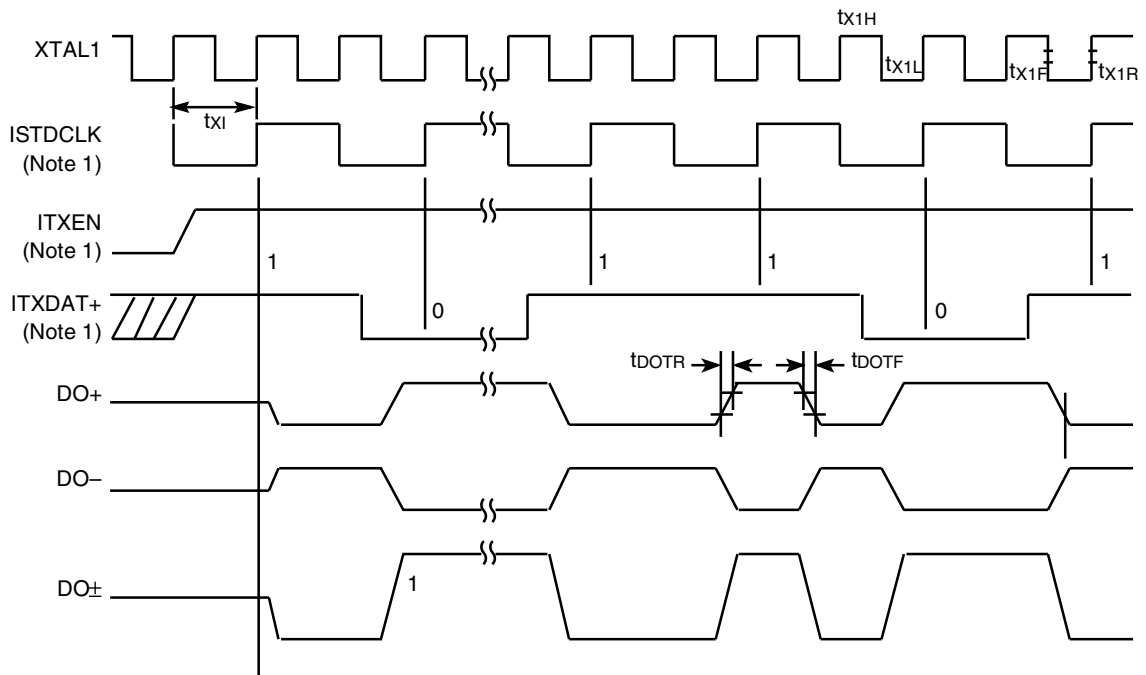 tX1H
XTAL1
tX1L
tX1F
tX1R
tXI
ISTDCLK
(Note 1)
ITXEN
(Note 1)
1
1
1
1
ITXDAT+
(Note 1)
0
0
tDOTR
tDOTF
DO+
DO–
1
DO±